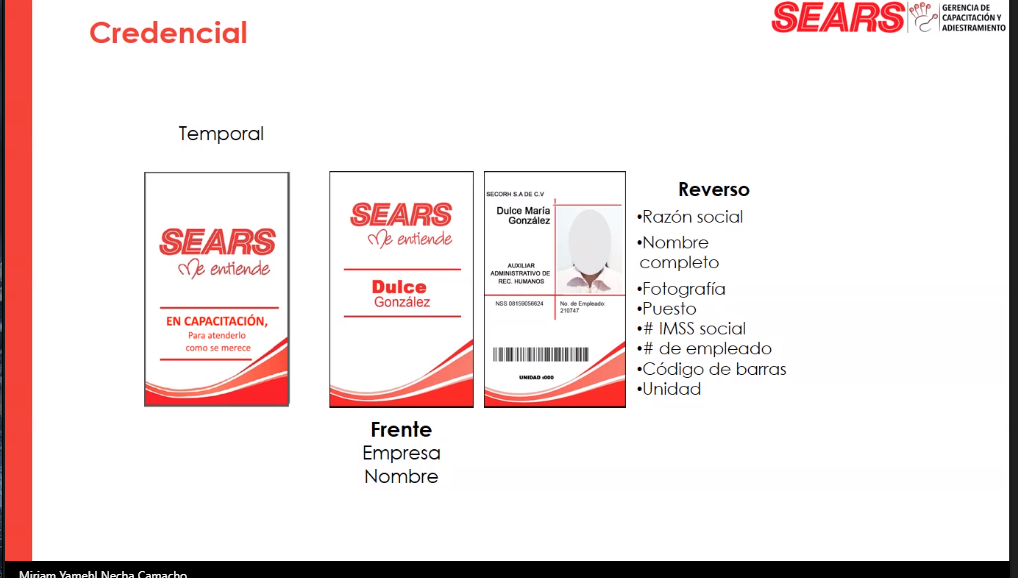 Credencial
SEARS
GERENCIA DE
CAPACITACIÓN Y
ADIESTRAMIENTO
Temporal
SEARS
Me entiende
EN CAPACITACIÓN,
Para atenderlo
como se merece
SEARS
Me entiende
Dulce
González
Frente
Empresa
Nombre
SECORH S.A DE C.V
Dulce María
González
AUXILIAR
ADMINISTRATIVO DE
REC. HUMANOS
NSS 08159056624
No. de Empleado:
210747
UNIDAD 1000
Reverso
•Razón social
•Nombre
completo
•Fotografía
•Puesto
•# IMSS social
•# de empleado
•Código de barras
•Unidad
Miriam Yamehl Necha Camacho